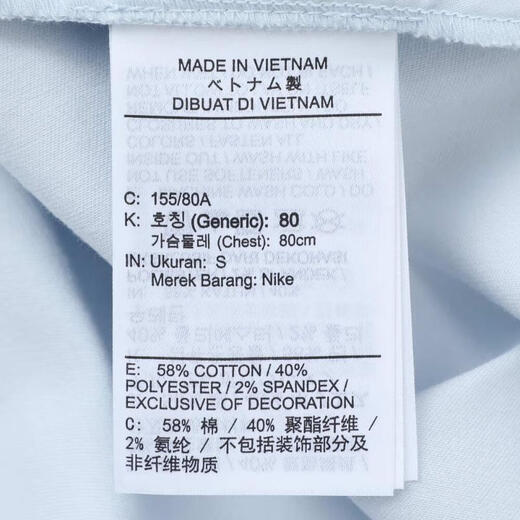 MADE IN VIETNAM
ベトナム製
DIBUAT DI VIETNAM
C: 155/80A
K: 호칭 (Generic): 80
가슴둘레 (Chest): 80cm
IN: Ukuran: S
Merek Barang: Nike
E: 58% COTTON / 40%
POLYESTER / 2% SPANDEX /
EXCLUSIVE OF DECORATION
C: 58% 棉 / 40% 聚酯纤维 /
2% 氨纶 / 不包括装饰部分及
非纤维物质